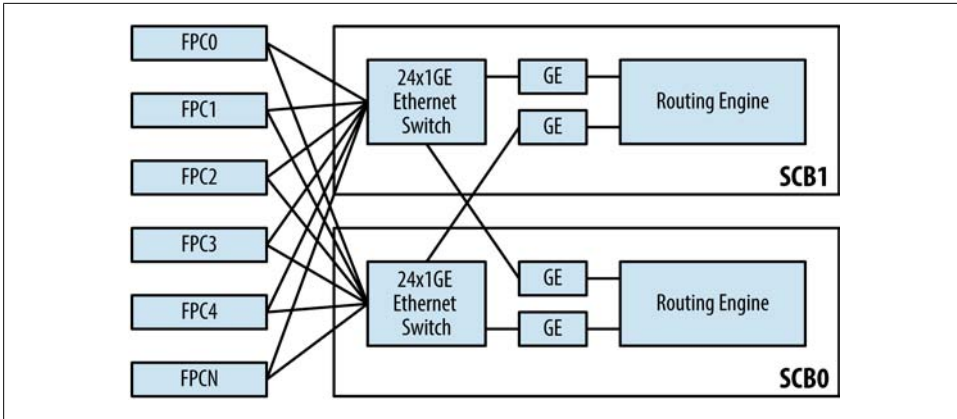 FPC0
FPC1
FPC2
FPC3
FPC4
FPCN
24x1GE
Ethernet
Switch
GE
GE
Routing Engine
SCB1
24x1GE
Ethernet
Switch
GE
GE
Routing Engine
SCB0